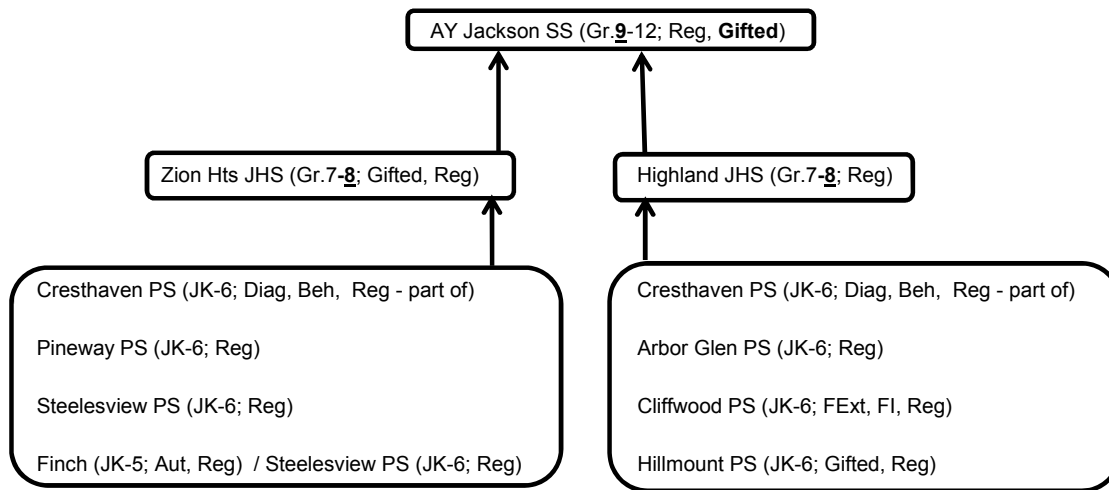 AY Jackson SS (Gr.9-12; Reg, Gifted)
Zion Hts JHS (Gr.7-8; Gifted, Reg)
Highland JHS (Gr.7-8; Reg)
Cresthaven PS (JK-6; Diag, Beh,  Reg - part of)
Pineway PS (JK-6; Reg)
Steelesview PS (JK-6; Reg)
Finch (JK-5; Aut, Reg)  / Steelesview PS (JK-6; Reg)
Cresthaven PS (JK-6; Diag, Beh,  Reg - part of)
Arbor Glen PS (JK-6; Reg)
Cliffwood PS (JK-6; FExt, FI, Reg)
Hillmount PS (JK-6; Gifted, Reg)